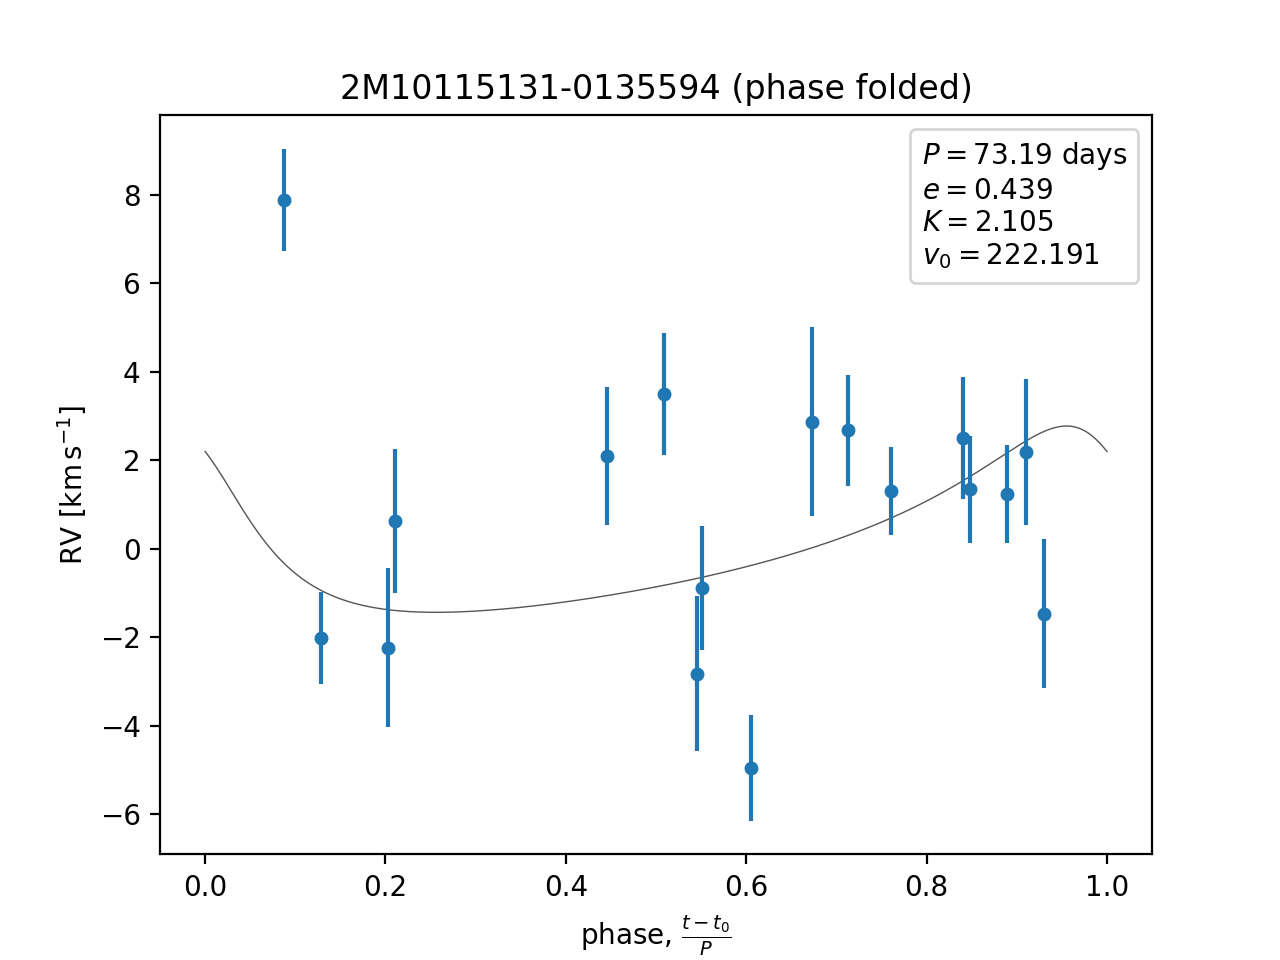 2M10115131-0135594 (phase folded)
P = 73.19 days
e = 0.439
K = 2.105
v₀ = 222.191
RV [km s⁻¹]
8
6
4
2
0
−2
−4
−6
0.0 0.2 0.4 0.6 0.8 1.0
phase, (t − t₀)/P